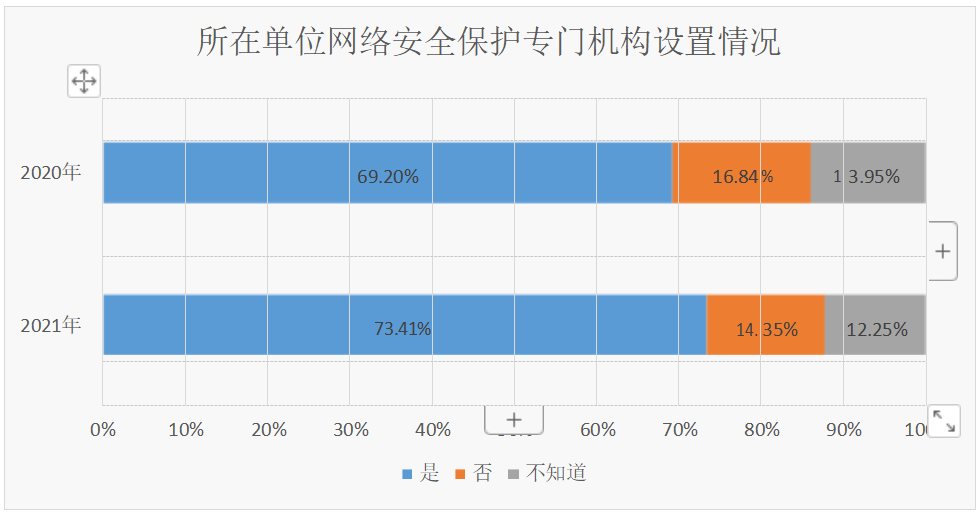 所在单位网络安全保护专门机构设置情况
2020年 69.20% 16.84% 13.95%
2021年 73.41% 14.35% 12.25%
0% 10% 20% 30% 40% 60% 70% 80% 90%
是 否 不知道